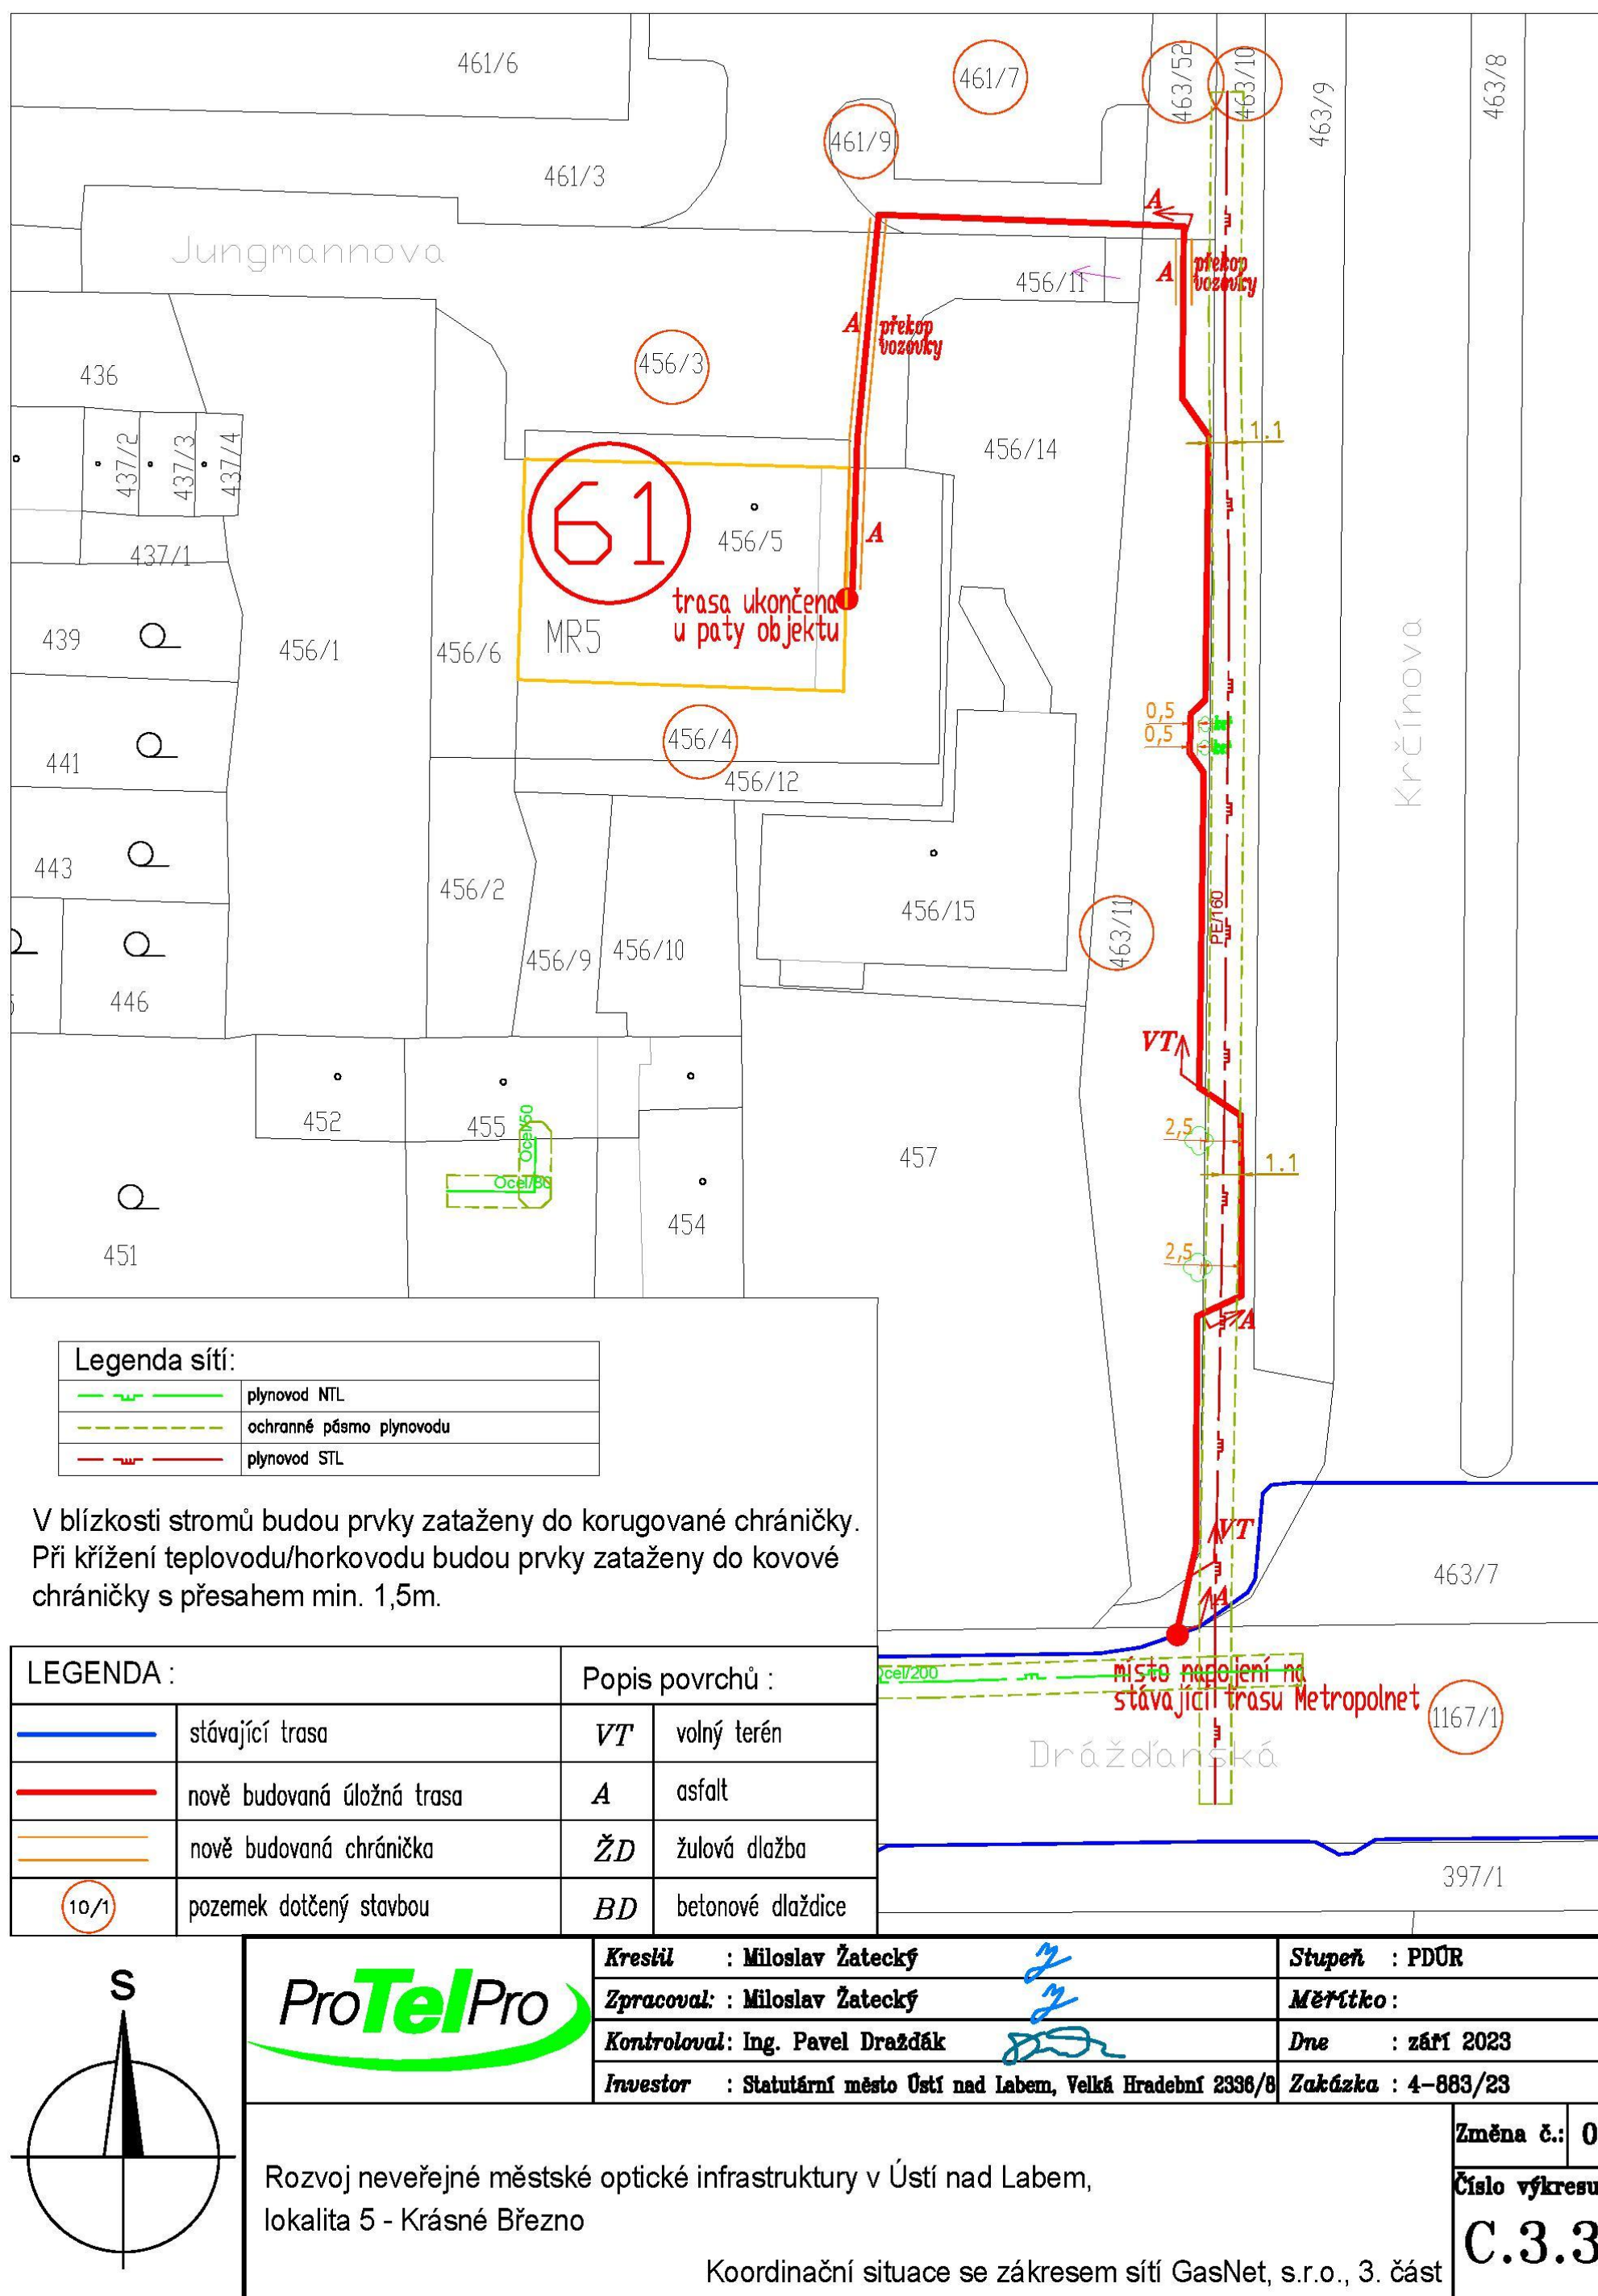 461/6
461/7
463/52
463/10
463/9
463/8
461/9
461/3
A
Jungmannova
456/11
A
překop
vozovky
A
překop
vozovky
456/3
436
437/2
437/3
437/4
1.1
456/14
61
456/5
A
437/1
trasa ukončena
u paty objektu
MR5
439
456/1
456/6
Krčínova
0,5
0,5
456/4
441
456/12
443
456/2
456/15
PE/160
463/11
456/9
456/10
446
VT
452
455
Ocel/50
Ocel/80
457
2,5
1.1
454
451
2,5
A
Legenda sítí:
plynovod NTL
ochranné pásmo plynovodu
plynovod STL
V blízkosti stromů budou prvky zataženy do korugované chráničky.
Při křížení teplovodu/horkovodu budou prvky zataženy do kovové
chráničky s přesahem min. 1,5m.
VT
463/7
A
Ocel/200
místo napojení na
stávající trasu Metropolnet
1167/1
Drážďanská
397/1
LEGENDA :
Popis povrchů :
stávající trasa
VT volný terén
nově budovaná úložná trasa
A asfalt
nově budovaná chránička
ŽD žulová dlažba
10/1 pozemek dotčený stavbou
BD betonové dlaždice
S
ProTelPro
Kreslil : Miloslav Žatecký
Stupeň : PDÚR
Zpracoval: : Miloslav Žatecký
Měřítko :
Kontroloval: Ing. Pavel Draždák
Dne : září 2023
Investor : Statutární město Ústí nad Labem, Velká Hradební 2336/8
Zakázka : 4-883/23
Změna č.: 0
Rozvoj neveřejné městské optické infrastruktury v Ústí nad Labem,
lokalita 5 - Krásné Březno
Číslo výkresu
C.3.3
Koordinační situace se zákresem sítí GasNet, s.r.o., 3. část